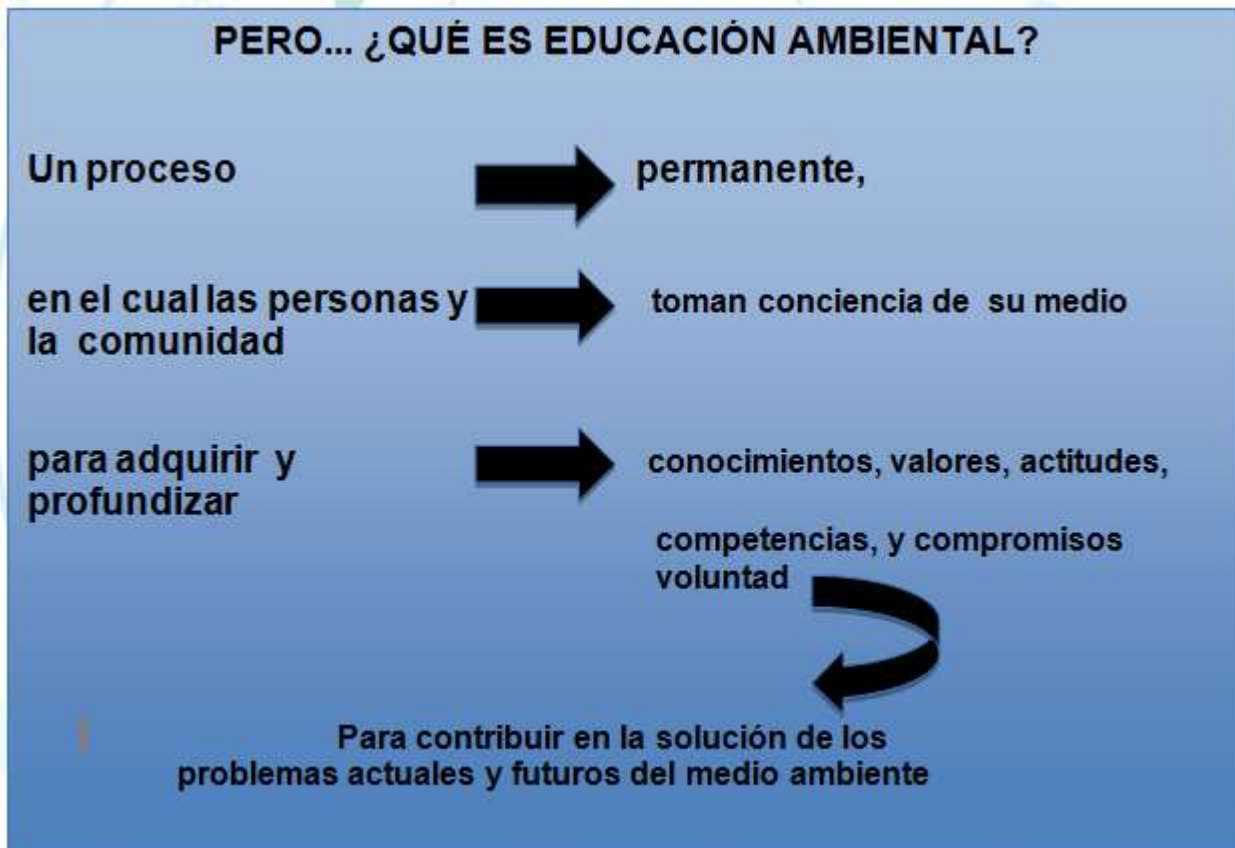 PERO... ¿QUÉ ES EDUCACIÓN AMBIENTAL?
Un proceso permanente,
en el cual las personas y toman conciencia de su medio
la comunidad
para adquirir y conocimientos, valores, actitudes,
profundizar
competencias, y compromisos
voluntad
Para contribuir en la solución de los
problemas actuales y futuros del medio ambiente